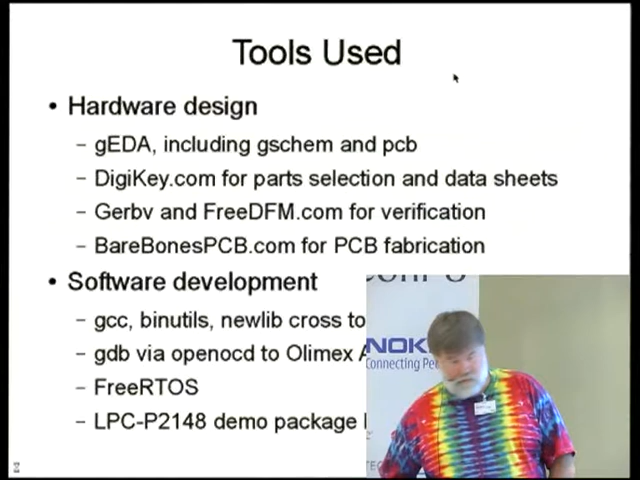 Tools Used
• Hardware design
– gEDA, including gschem and pcb
– DigiKey.com for parts selection and data sheets
– Gerbv and FreeDFM.com for verification
– BareBonesPCB.com for PCB fabrication
• Software development
– gcc, binutils, newlib cross to
– gdb via openocd to Olimex A
– FreeRTOS
– LPC-P2148 demo package
NOK
Connecting Pe